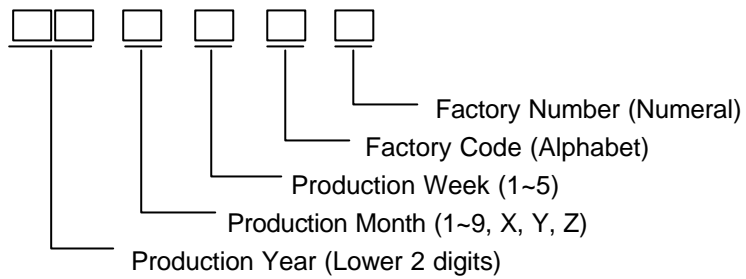 Factory Number (Numeral)
Factory Code (Alphabet)
Production Week (1~5)
Production Month (1~9, X, Y, Z)
Production Year (Lower 2 digits)